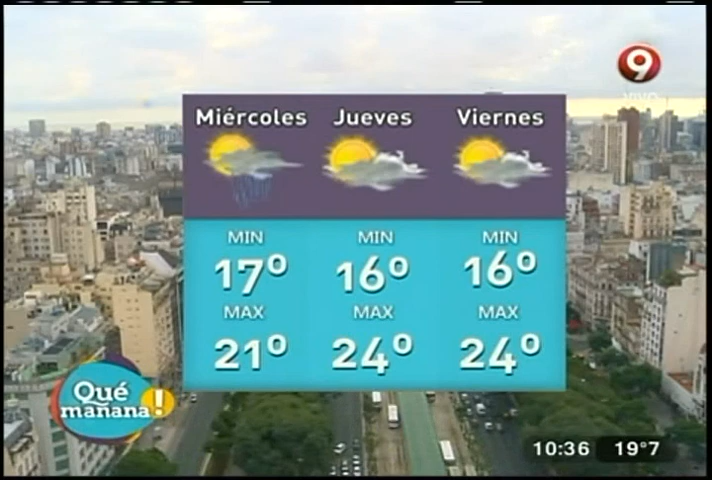 9
VIVO
Miércoles Jueves Viernes
MIN MIN MIN
17º 16º 16º
MAX MAX MAX
21º 24º 24º
Qué
mañana!
10:36 19º7